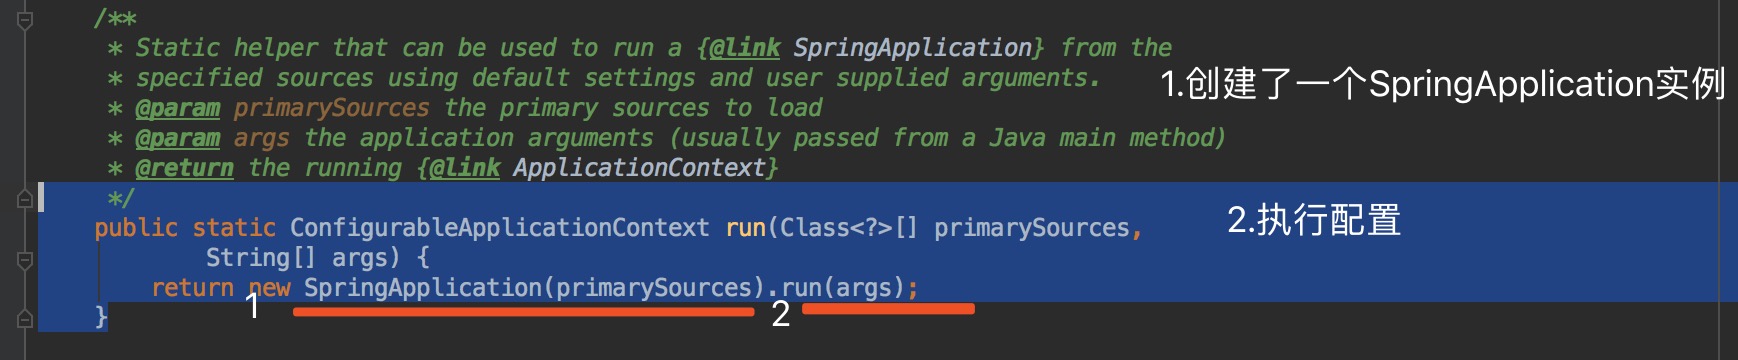 /**
* Static helper that can be used to run a {@link SpringApplication} from the
* specified sources using default settings and user supplied arguments.
1.创建了一个SpringApplication实例
* @param primarySources the primary sources to load
* @param args the application arguments (usually passed from a Java main method)
* @return the running {@link ApplicationContext}
*/
public static ConfigurableApplicationContext run(Class<?>[] primarySources,
2.执行配置
String[] args) {
return new SpringApplication(primarySources).run(args);
1
2
}